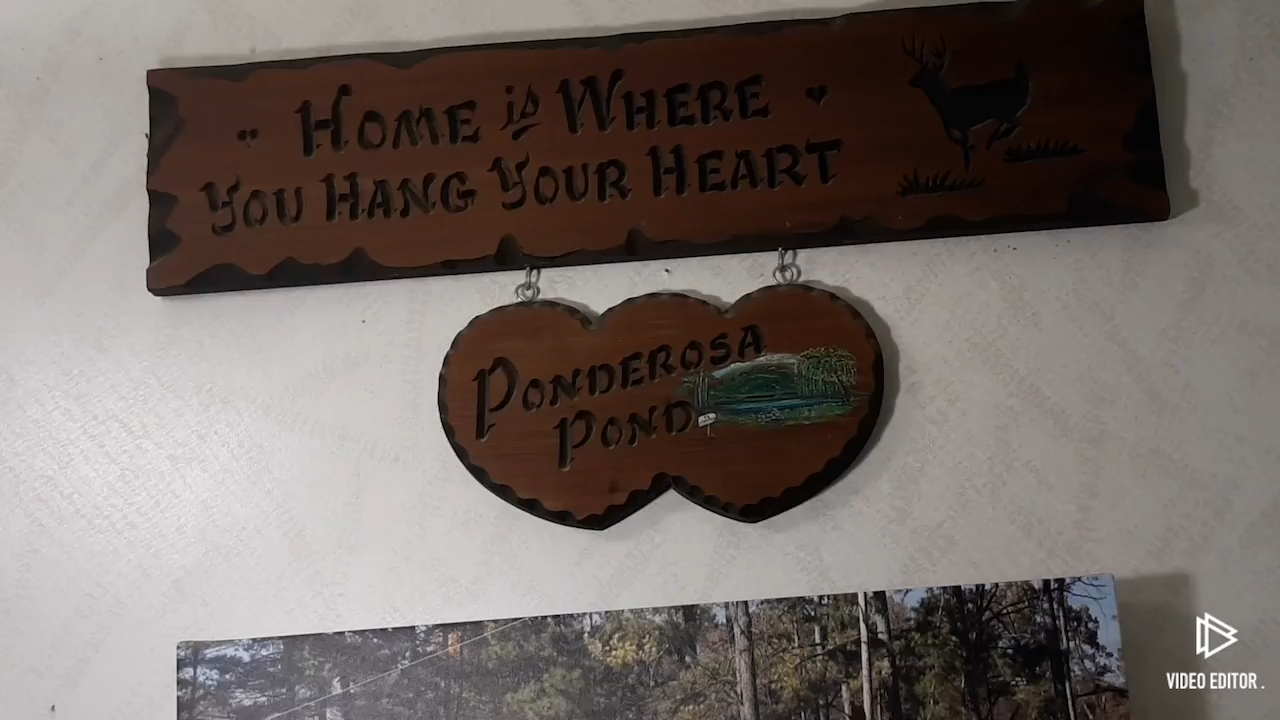 HOME is WHERE
YOU HANG YOUR HEART
PONDEROSA
POND
VIDEO EDITOR.